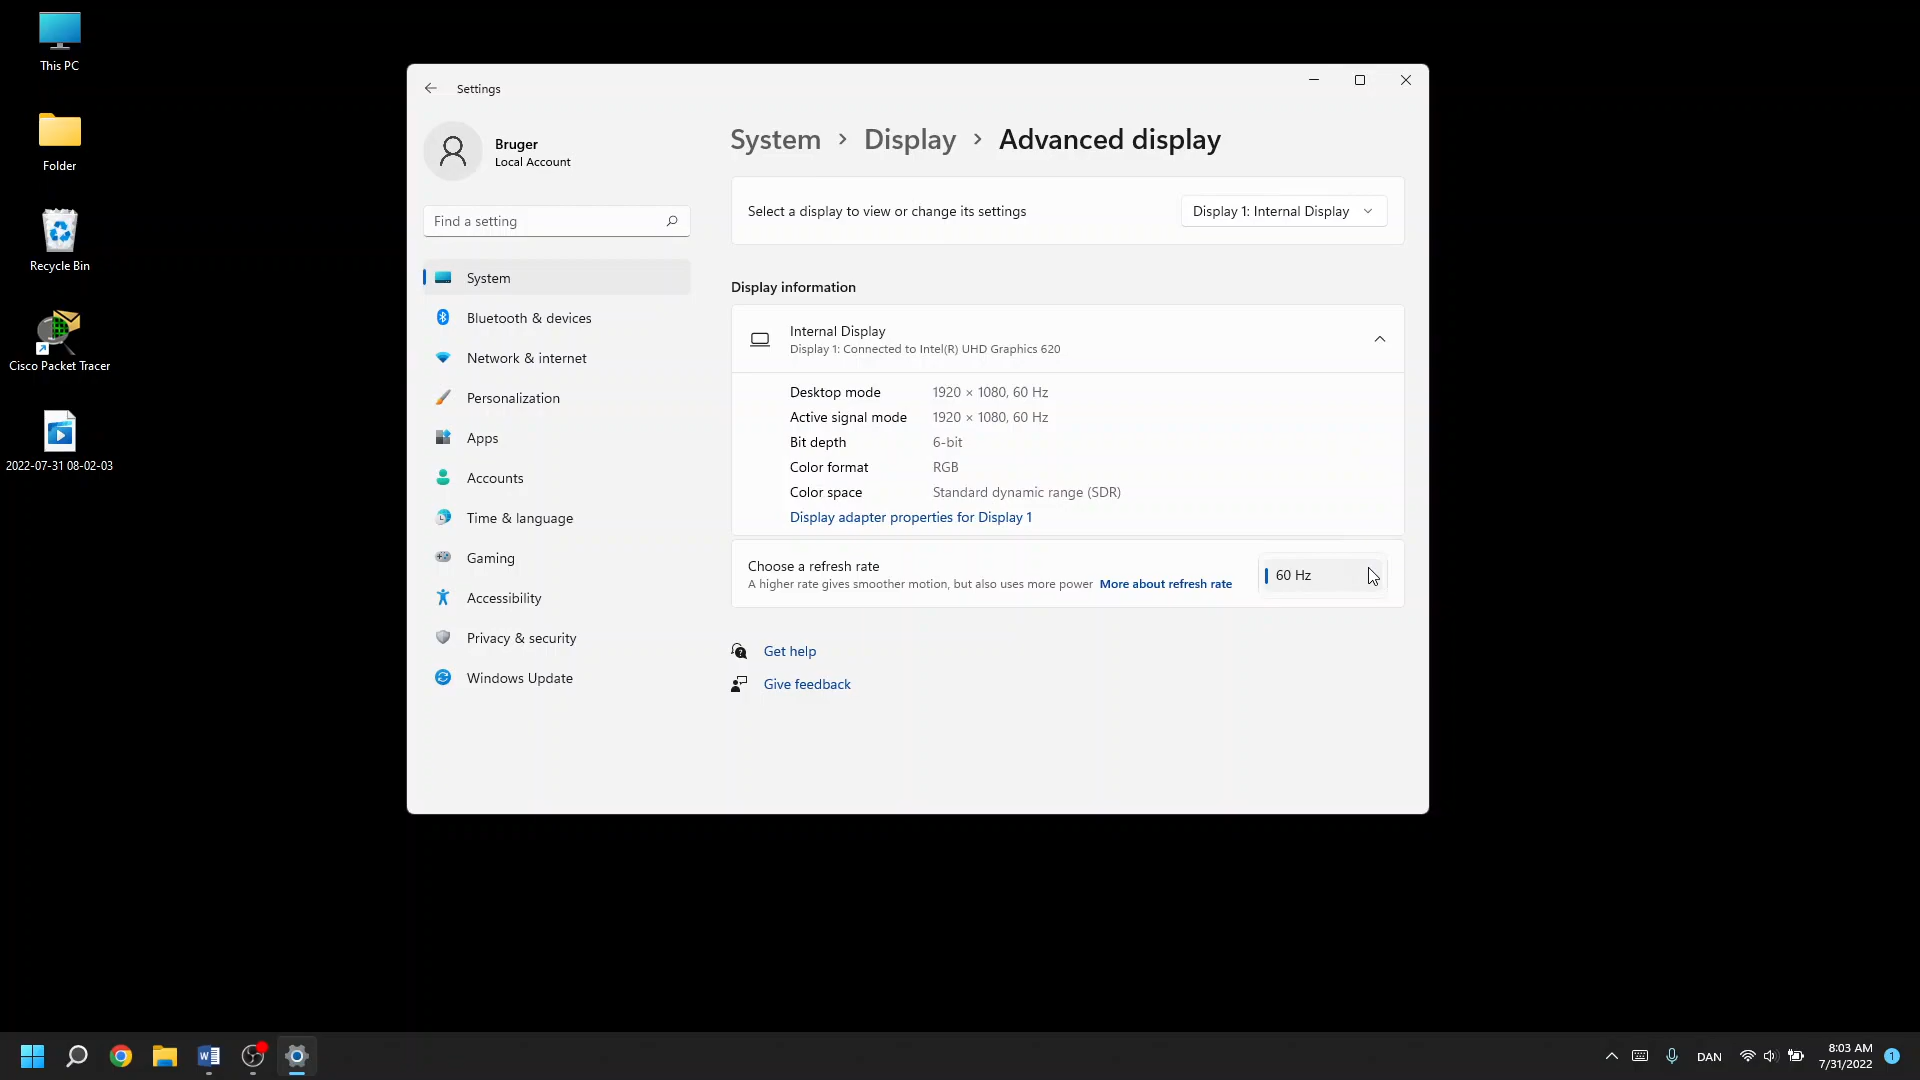 This PC
Folder
Recycle Bin
Cisco Packet Tracer
2022-07-31 08-02-03
Settings
Bruger
Local Account
Find a setting
System
Bluetooth & devices
Network & internet
Personalization
Apps
Accounts
Time & language
Gaming
Accessibility
Privacy & security
Windows Update
System › Display › Advanced display
Select a display to view or change its settings
Display 1: Internal Display
Display information
Internal Display
Display 1: Connected to Intel(R) UHD Graphics 620
Desktop mode 1920 × 1080, 60 Hz
Active signal mode 1920 × 1080, 60 Hz
Bit depth 6-bit
Color format RGB
Color space Standard dynamic range (SDR)
Display adapter properties for Display 1
Choose a refresh rate
A higher rate gives smoother motion, but also uses more power More about refresh rate
60 Hz
Get help
Give feedback
DAN
8:03 AM
7/31/2022
1